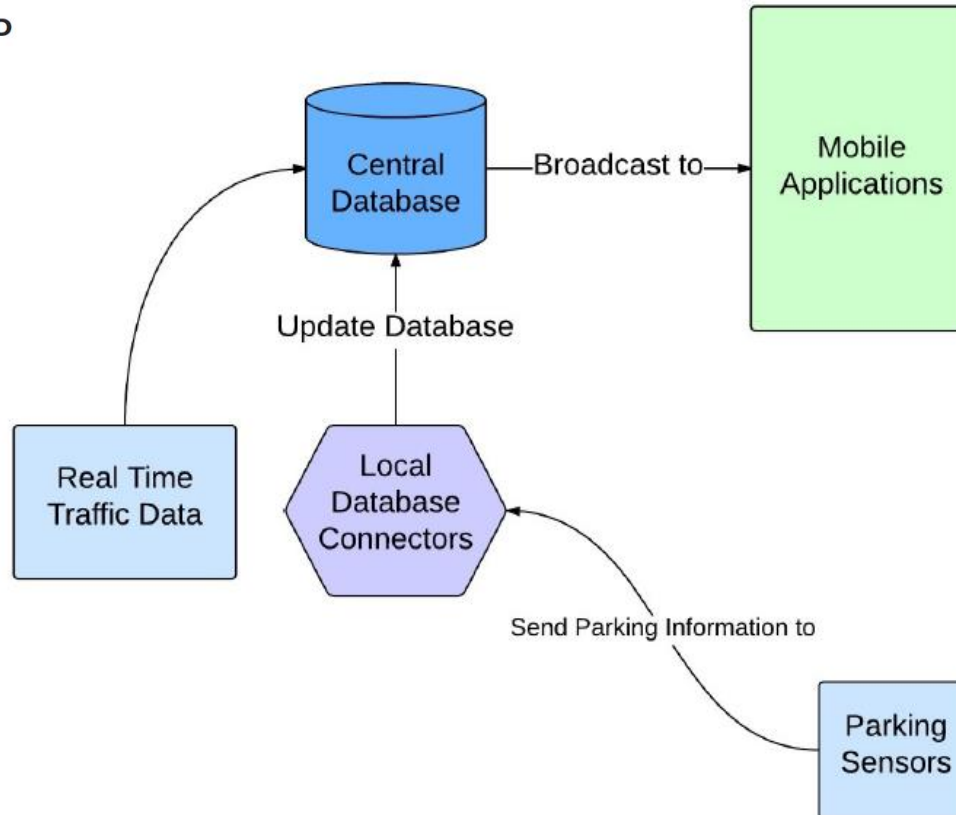 Central
Database
Broadcast to
Mobile
Applications
Update Database
Real Time
Traffic Data
Local
Database
Connectors
Send Parking Information to
Parking
Sensors